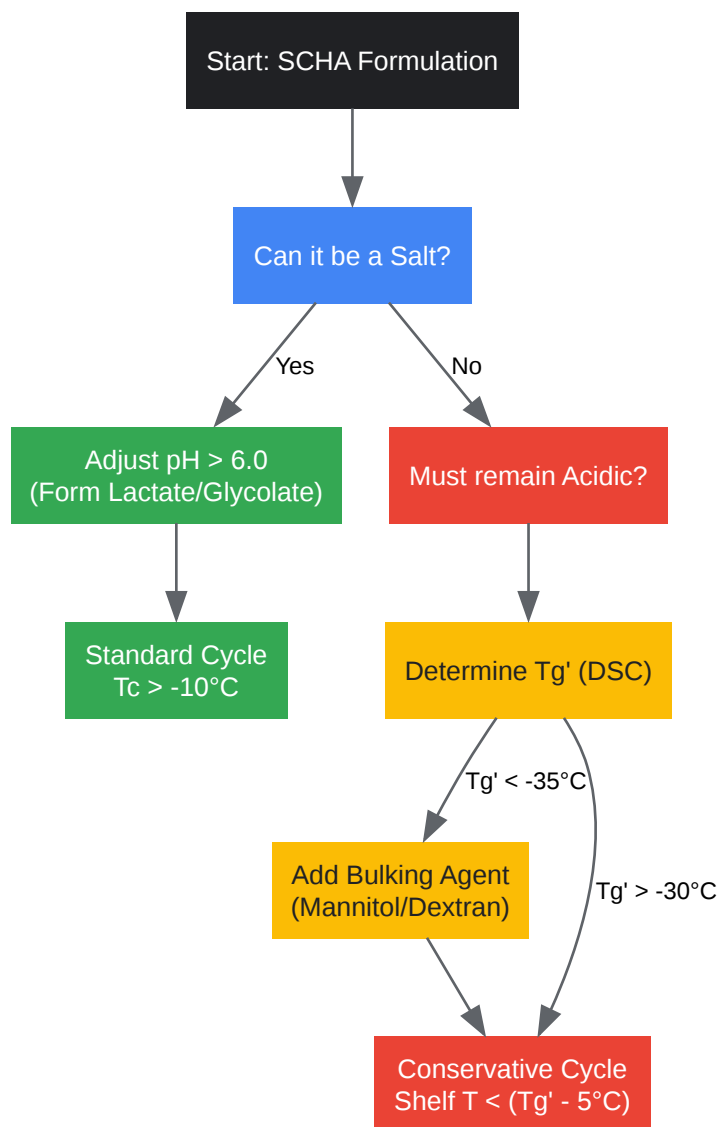 Start: SCHA Formulation
Can it be a Salt?
Yes
No
Adjust pH > 6.0
(Form Lactate/Glycolate)
Must remain Acidic?
Standard Cycle
Tc > -10°C
Determine Tg' (DSC)
Tg' < -35°C
Add Bulking Agent
(Mannitol/Dextran)
Tg' > -30°C
Conservative Cycle
Shelf T < (Tg' - 5°C)